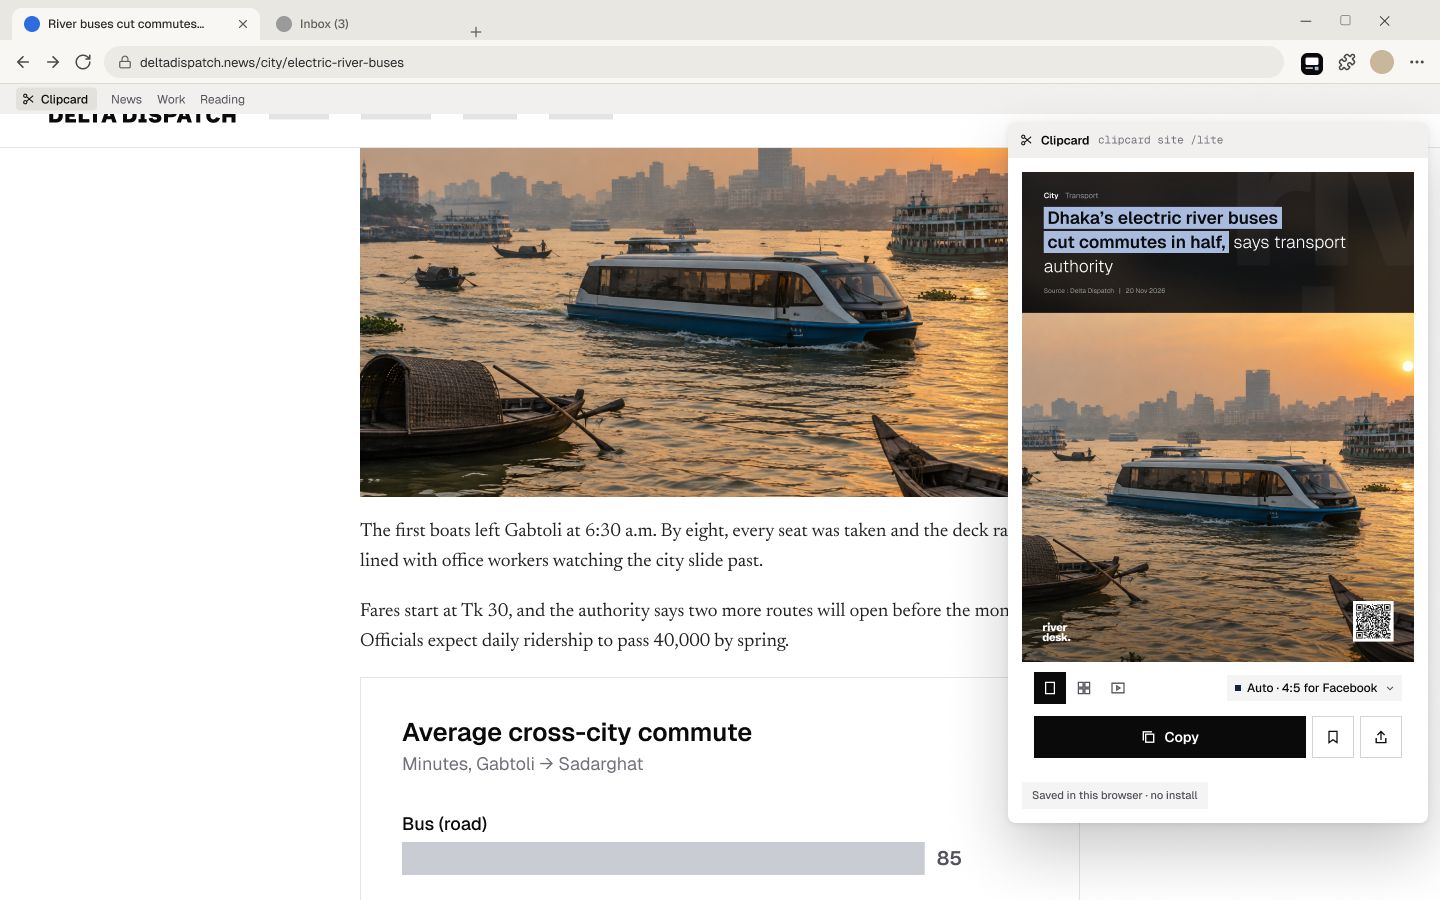 River buses cut commutes...
Inbox (3)
deltadispatch.news/city/electric-river-buses
Clipcard
News
Work
Reading
DELTA DISPATCH
Clipcard clipcard site /lite
City Transport
Dhaka’s electric river buses
cut commutes in half, says transport
authority
Source : Delta Dispatch | 20 Nov 2026
river
desk.
Auto · 4:5 for Facebook
Copy
Saved in this browser · no install
The first boats left Gabtoli at 6:30 a.m. By eight, every seat was taken and the deck
lined with office workers watching the city slide past.
Fares start at Tk 30, and the authority says two more routes will open before the
Officials expect daily ridership to pass 40,000 by spring.
Average cross-city commute
Minutes, Gabtoli → Sadarghat
Bus (road)
85